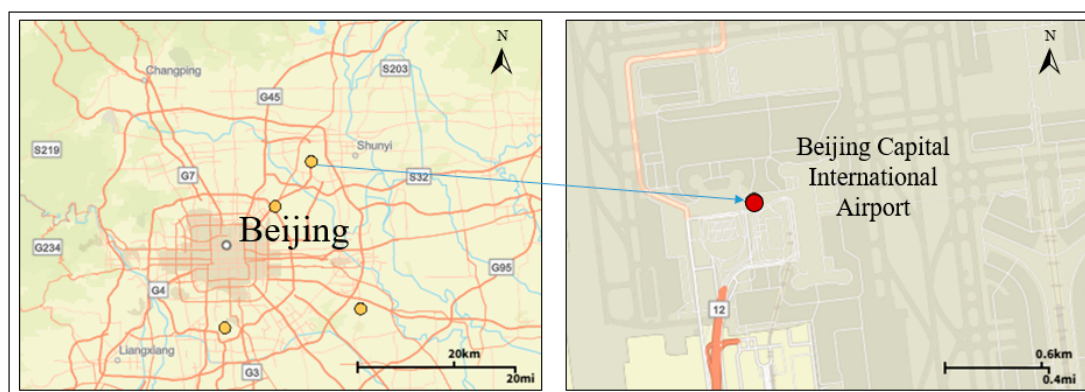 N
Changping
S203
G45
S219
Shunyi
G7
S32
Beijing
G234
G95
G4
Liangxiang
G3
20km
20mi
N
Beijing Capital
International
Airport
12
0.6km
0.4mi